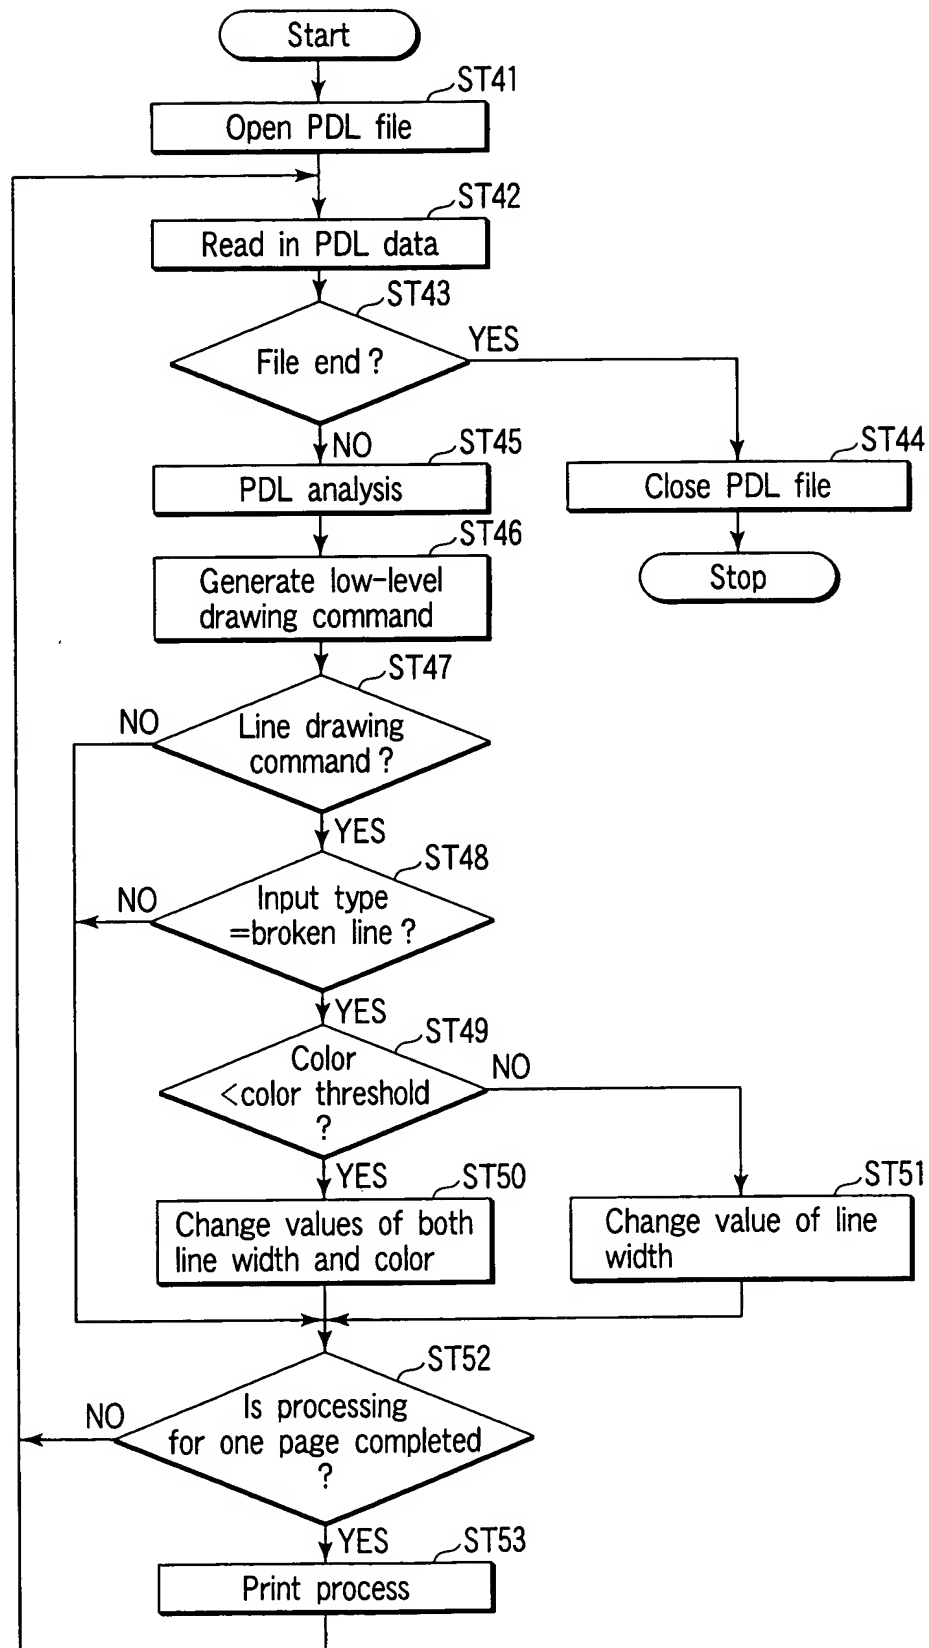 Start
ST41
Open PDL file
ST42
Read in PDL data
ST43
File end?
YES
NO
ST45
PDL analysis
ST44
Close PDL file
Stop
ST46
Generate low-level
drawing command
ST47
Line drawing
command?
NO
YES
ST48
Input type
=broken line?
NO
YES
ST49
Color
<color threshold
?
NO
YES
ST50
Change values of both
line width and color
ST51
Change value of line
width
ST52
Is processing
for one page completed
?
NO
YES
ST53
Print process